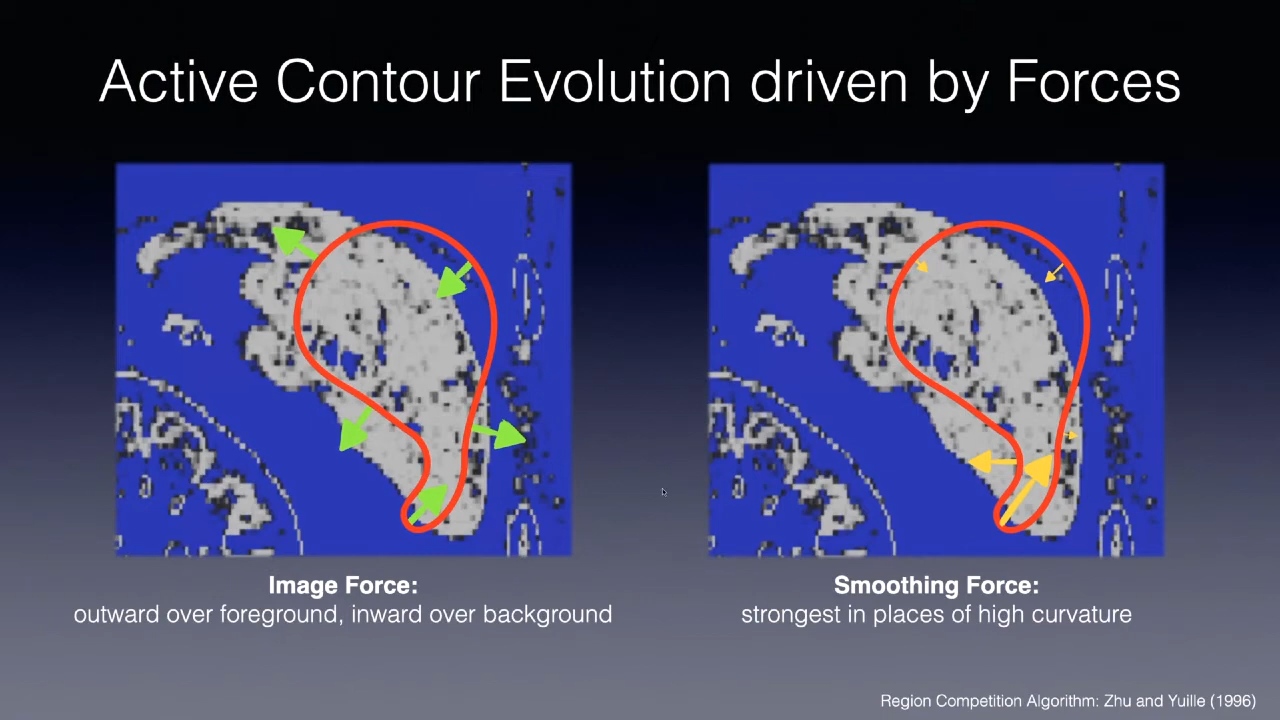 Active Contour Evolution driven by Forces
Image Force:
outward over foreground, inward over background
Smoothing Force:
strongest in places of high curvature
Region Competition Algorithm: Zhu and Yuille (1996)